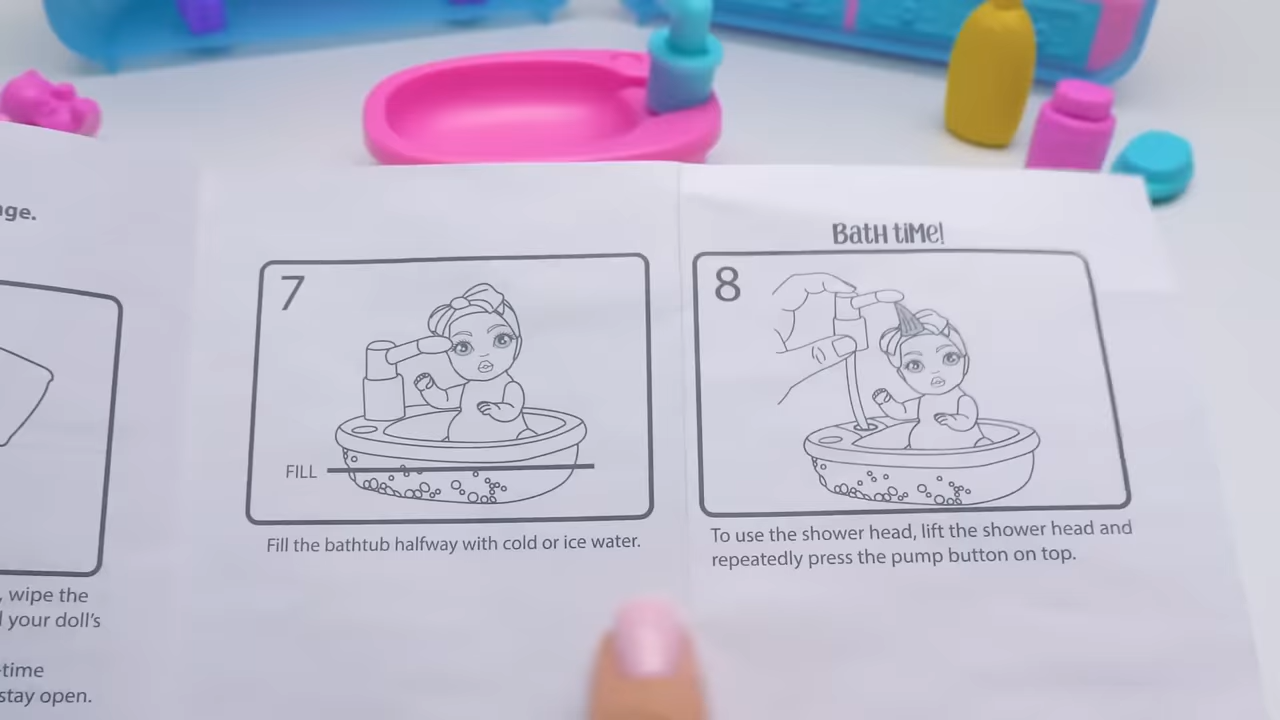 ge.
, wipe the
your doll's
-time
stay open.
7
FILL
Fill the bathtub halfway with cold or ice water.
Bath time!
8
To use the shower head, lift the shower head and
repeatedly press the pump button on top.